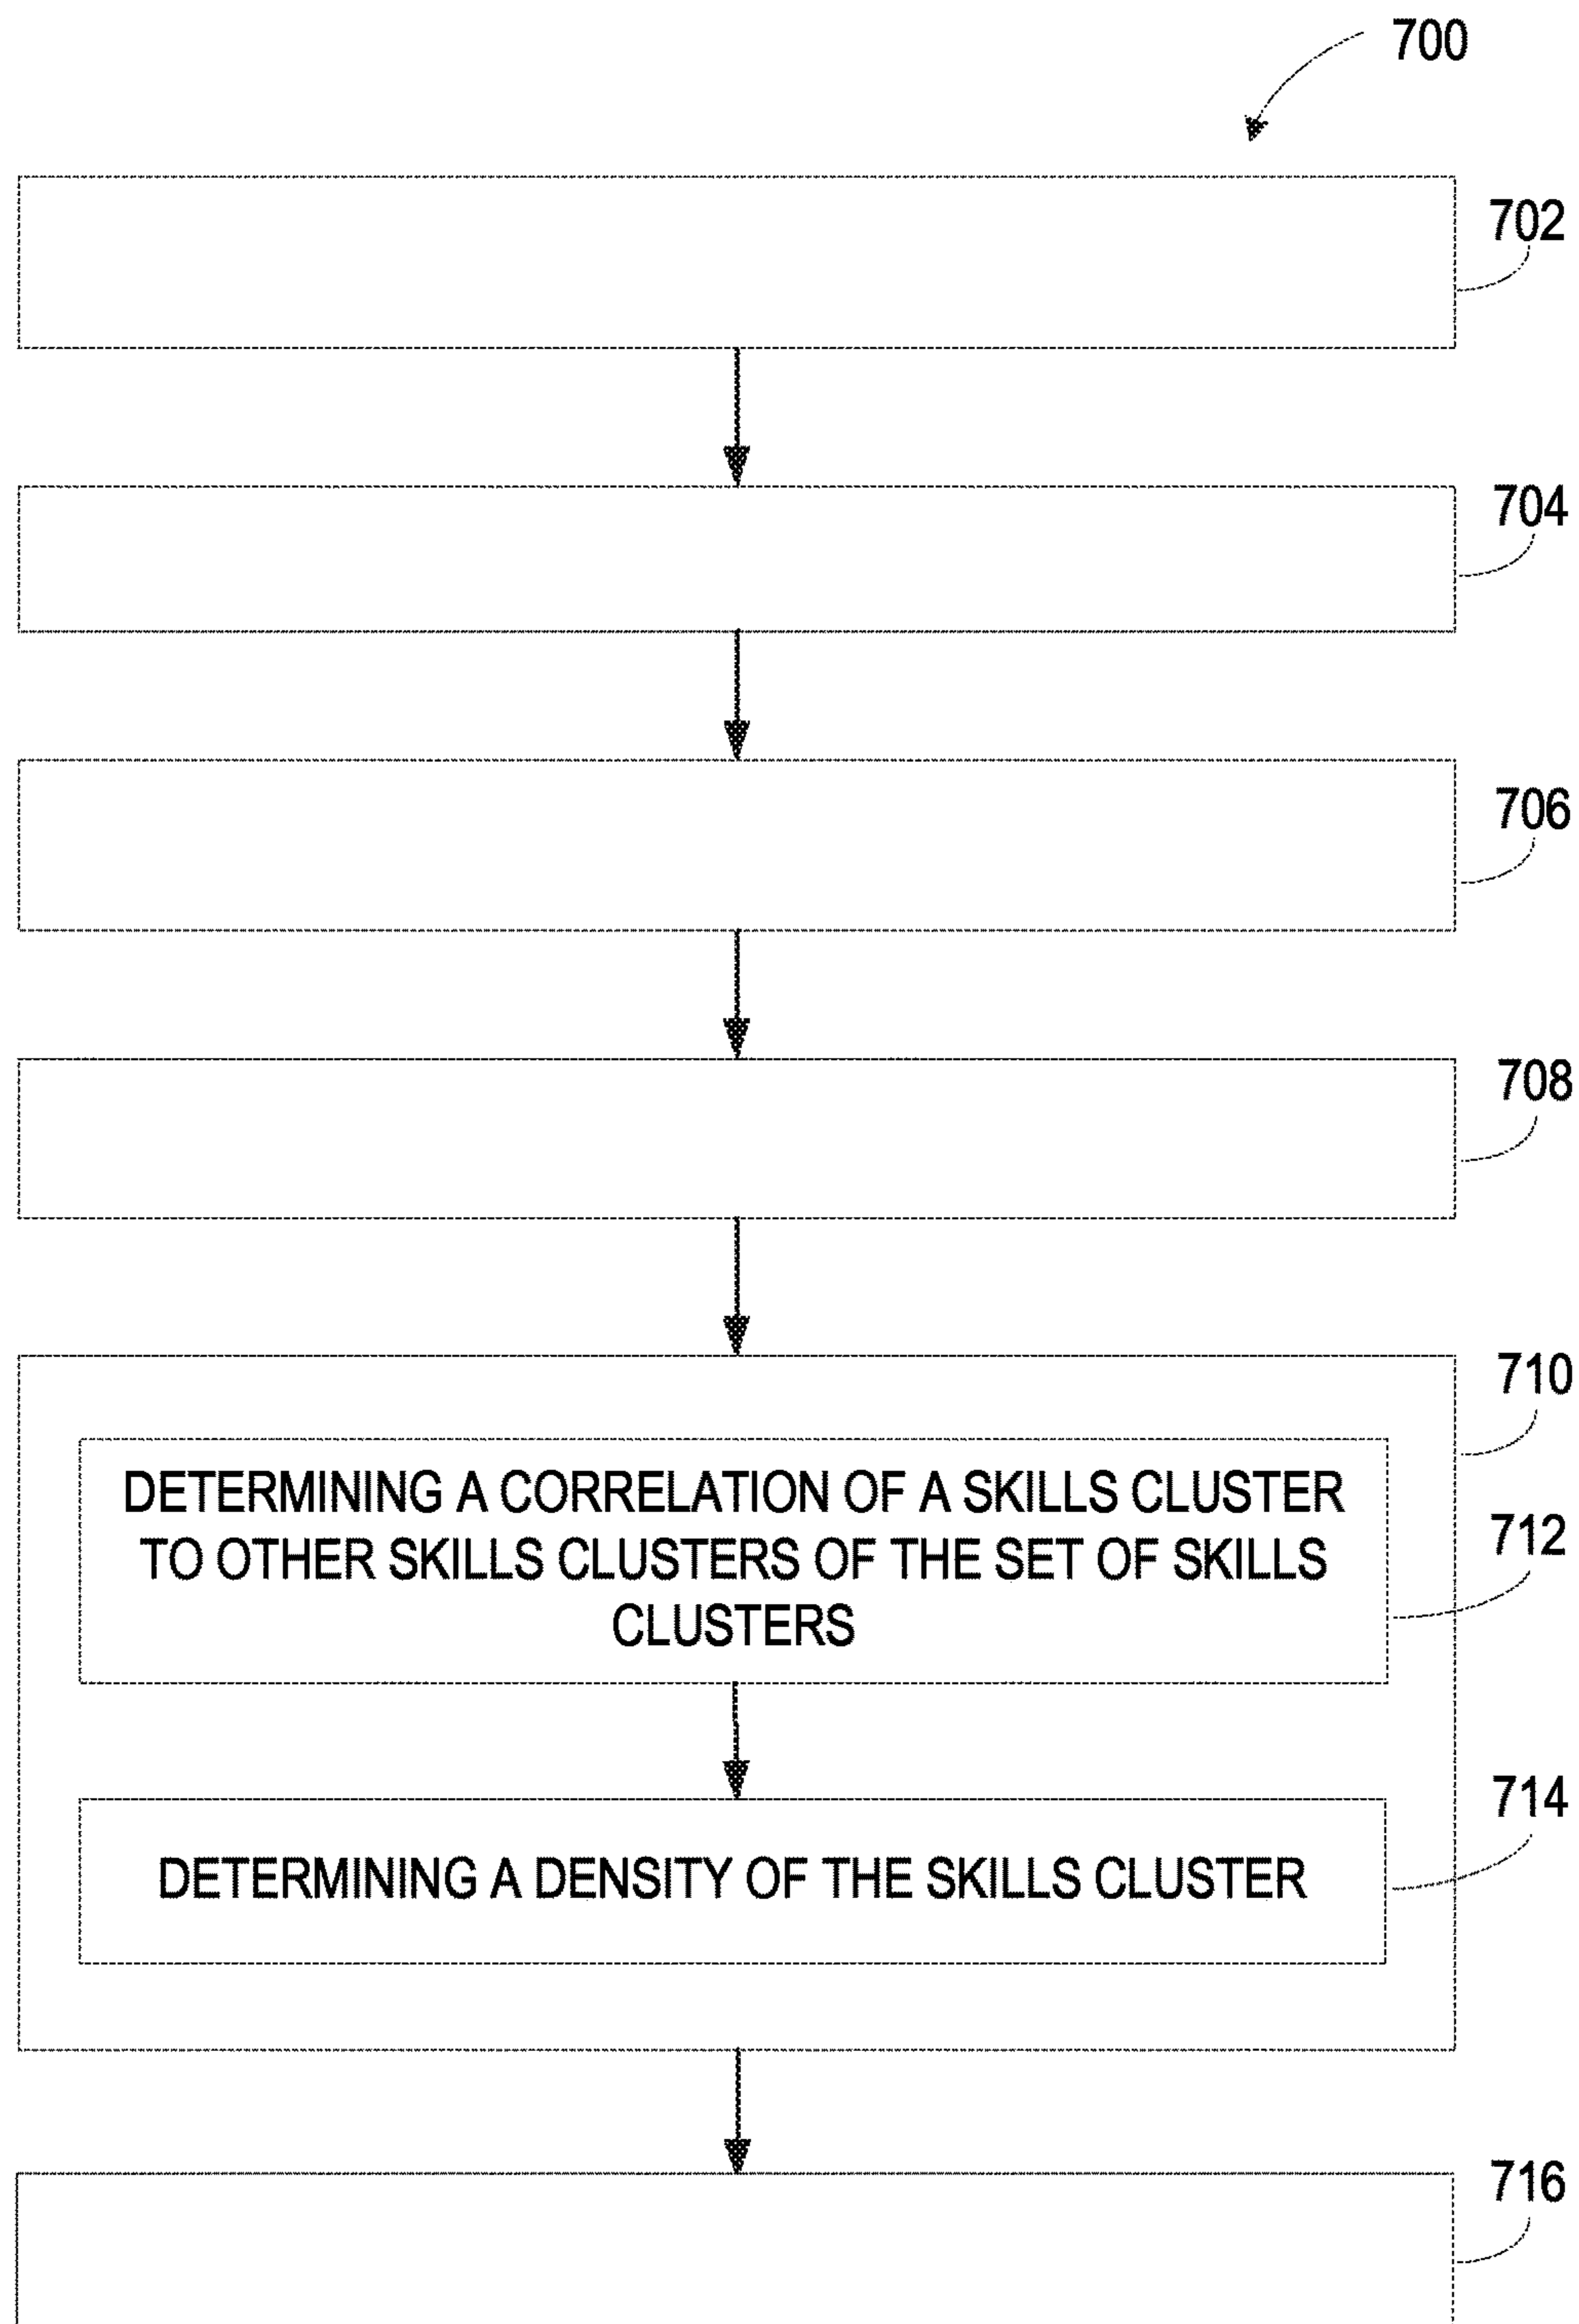 700
702
704
706
708
710
DETERMINING A CORRELATION OF A SKILLS CLUSTER
TO OTHER SKILLS CLUSTERS OF THE SET OF SKILLS
CLUSTERS
712
714
DETERMINING A DENSITY OF THE SKILLS CLUSTER
716